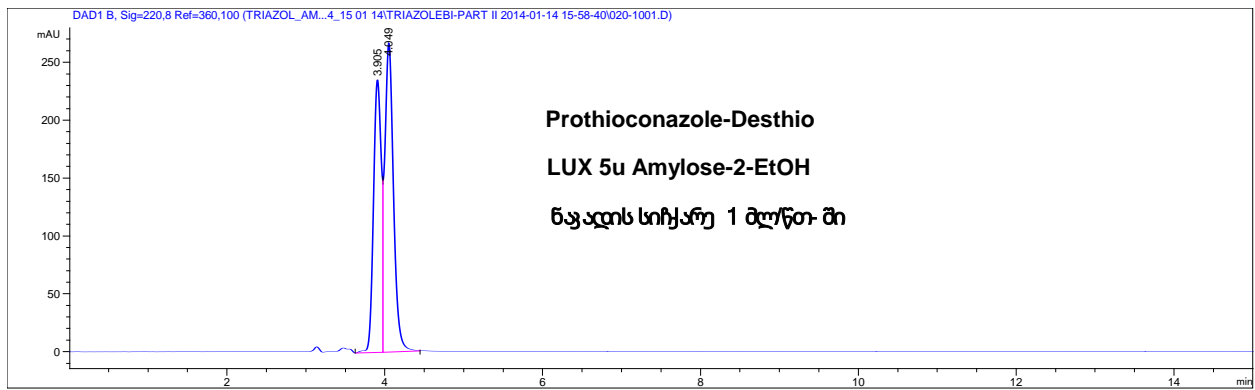 DAD1 B, Sig=220,8 Ref=360,100 (TRIAZOL_AM...4_15 01 14\TRIAZOLEBI-PART II 2014-01-14 15-58-40\020-1001.D)
mAU
250
200
150
100
50
0
3.905
4.049
Prothioconazole-Desthio
LUX 5u Amylose-2-EtOH
ნაკადის სიჩქარე 1 მლ/წთ- ში
2 4 6 8 10 12 14 min